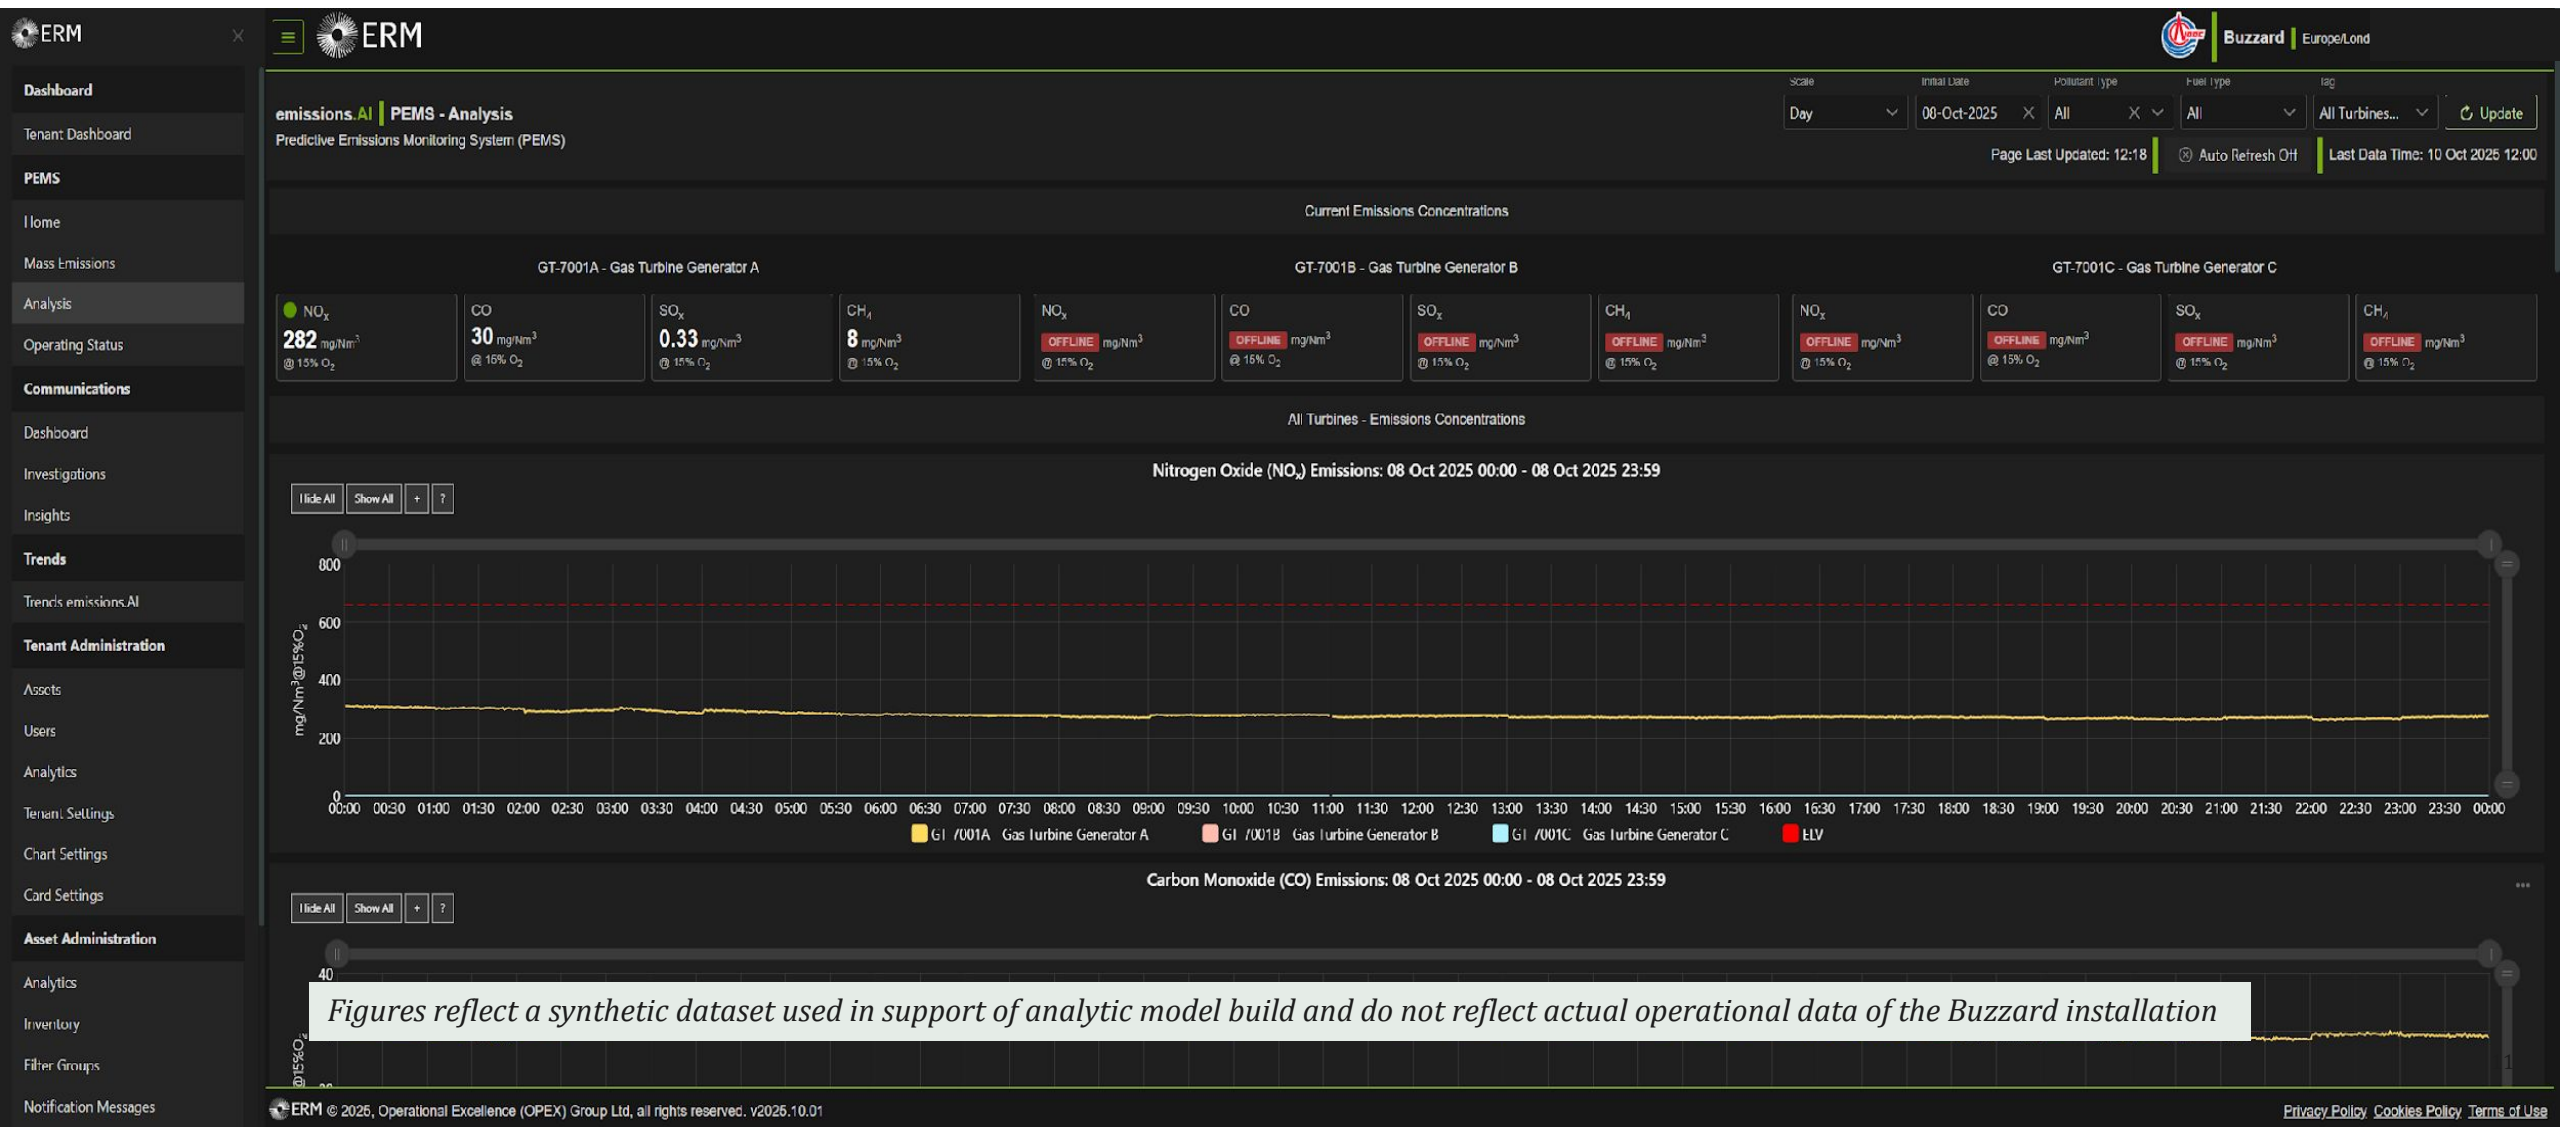 ERM
Dashboard
Tenant Dashboard
PEMS
Home
Mass Emissions
Analysis
Operating Status
Communications
Dashboard
Investigations
Insights
Trends
Trends emissions.AI
Tenant Administration
Assets
Users
Analytics
Tenant Settings
Chart Settings
Card Settings
Asset Administration
Analytics
Inventory
Filter Groups
Notification Messages
ERM
Buzzard Europe/Lond
emissions.AI PEMS - Analysis
Predictive Emissions Monitoring System (PEMS)
Scale Initial Date Pollutant Type Fuel Type Tag
Day 08-Oct-2025 All All All Turbines... Update
Page Last Updated: 12:18 Auto Refresh Off Last Data Time: 10 Oct 2025 12:00
Current Emissions Concentrations
GT-7001A - Gas Turbine Generator A GT-7001B - Gas Turbine Generator B GT-7001C - Gas Turbine Generator C
NOx CO SOx CH4 NOx CO SOx CH4 NOx CO SOx CH4
282 mg/Nm³ 30 mg/Nm³ 0.33 mg/Nm³ 8 mg/Nm³ OFFLINE mg/Nm³ OFFLINE mg/Nm³ OFFLINE mg/Nm³ OFFLINE mg/Nm³ OFFLINE mg/Nm³ OFFLINE mg/Nm³ OFFLINE mg/Nm³ OFFLINE mg/Nm³
@ 15% O₂ @ 15% O₂ @ 15% O₂ @ 15% O₂ @ 15% O₂ @ 15% O₂ @ 15% O₂ @ 15% O₂ @ 15% O₂ @ 15% O₂ @ 15% O₂ @ 15% O₂
All Turbines - Emissions Concentrations
Nitrogen Oxide (NOx) Emissions: 08 Oct 2025 00:00 - 08 Oct 2025 23:59
Hide All Show All + ?
mg/Nm³@15%O₂
800
600
400
200
0
00:00 00:30 01:00 01:30 02:00 02:30 03:00 03:30 04:00 04:30 05:00 05:30 06:00 06:30 07:00 07:30 08:00 08:30 09:00 09:30 10:00 10:30 11:00 11:30 12:00 12:30 13:00 13:30 14:00 14:30 15:00 15:30 16:00 16:30 17:00 17:30 18:00 18:30 19:00 19:30 20:00 20:30 21:00 21:30 22:00 22:30 23:00 23:30 00:00
GT-7001A - Gas Turbine Generator A GT-7001B - Gas Turbine Generator B GT-7001C - Gas Turbine Generator C ELV
Carbon Monoxide (CO) Emissions: 08 Oct 2025 00:00 - 08 Oct 2025 23:59
Hide All Show All + ?
40
@15%O₂
Figures reflect a synthetic dataset used in support of analytic model build and do not reflect actual operational data of the Buzzard installation
1
ERM © 2025, Operational Excellence (OPEX) Group Ltd, all rights reserved. v2025.10.01
Privacy Policy Cookies Policy Terms of Use